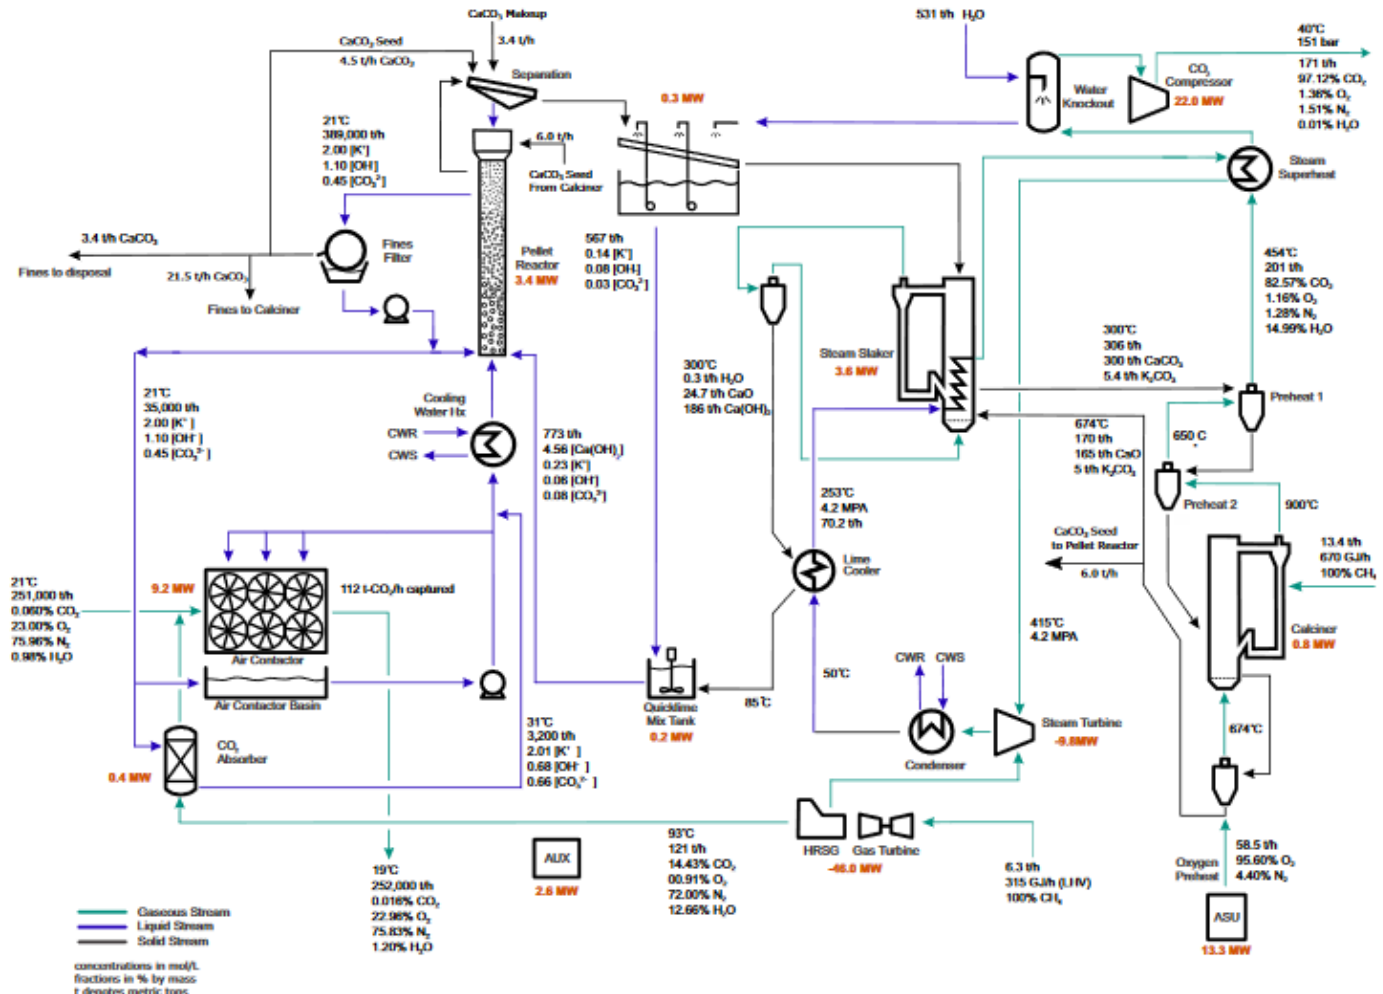 CaCO₃ Makeup
3.4 t/h
CaCO₃ Seed
4.5 t/h CaCO₃
Separation
21°C
389,000 t/h
2.00 [K⁺]
1.10 [OH⁻]
0.45 [CO₃²⁻]
6.0 t/h
CaCO₃ Seed
From Calciner
0.3 MW
531 t/h H₂O
Water
Knockout
CO₂
Compressor
22.0 MW
40°C
151 bar
171 t/h
97.12% CO₂
1.36% O₂
1.51% N₂
0.01% H₂O
Steam
Superheat
3.4 t/h CaCO₃
Fines to disposal
21.5 t/h CaCO₃
Fines to Calciner
Fines
Filter
Pellet
Reactor
3.4 MW
567 t/h
0.14 [K⁺]
0.08 [OH-]
0.03 [CO₃²⁻]
454°C
201 t/h
82.57% CO₂
1.16% O₂
1.28% N₂
14.99% H₂O
Steam Slaker
3.6 MW
300°C
306 t/h
300 t/h CaCO₃
5.4 t/h K₂CO₃
Preheat 1
300°C
0.3 t/h H₂O
24.7 t/h CaO
186 t/h Ca(OH)₂
21°C
35,000 t/h
2.00 [K⁺]
1.10 [OH⁻]
0.45 [CO₃²⁻]
Cooling
Water Hx
CWR
CWS
773 t/h
4.56 [Ca(OH)₂]
0.23 [K⁺]
0.06 [OH⁻]
0.08 [CO₃²⁻]
674°C
170 t/h
165 t/h CaO
5 t/h K₂CO₃
650 C
Preheat 2
900°C
253°C
4.2 MPA
70.2 t/h
Lime
Cooler
CaCO₃ Seed
to Pellet Reactor
6.0 t/h
13.4 t/h
670 GJ/h
100% CH₄
Calciner
0.8 MW
21°C
251,000 t/h
0.060% CO₂
23.00% O₂
75.96% N₂
0.98% H₂O
9.2 MW
112 t-CO₂/h captured
Air Contactor
Air Contactor Basin
CO₂
Absorber
0.4 MW
31°C
3,200 t/h
2.01 [K⁺]
0.68 [OH⁻]
0.66 [CO₃²⁻]
Quicklime
Mix Tank
0.2 MW
85°C
50°C
CWR
CWS
Condenser
415°C
4.2 MPA
Steam Turbine
-9.8MW
674°C
HRSG
Gas Turbine
-46.0 MW
93°C
121 t/h
14.43% CO₂
00.91% O₂
72.00% N₂
12.66% H₂O
6.3 t/h
315 GJ/h (LHV)
100% CH₄
Oxygen
Preheat
58.5 t/h
95.60% O₂
4.40% N₂
ASU
13.3 MW
AUX
2.6 MW
19°C
252,000 t/h
0.016% CO₂
22.96% O₂
75.83% N₂
1.20% H₂O
Gaseous Stream
Liquid Stream
Solid Stream
concentrations in mol/L
fractions in % by mass
t denotes metric tons